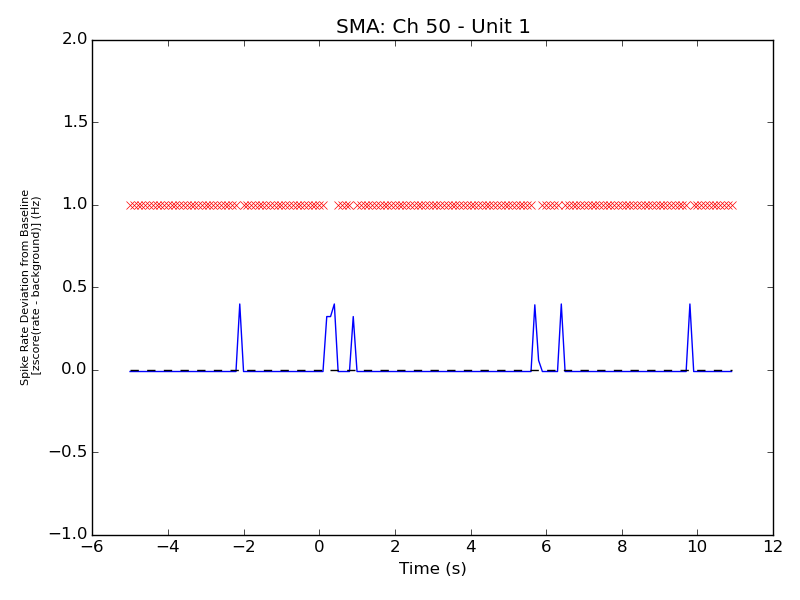 SMA: Ch 50 - Unit 1
2.0
1.5
1.0
0.5
0.0
−0.5
−1.0
Spike Rate Deviation from Baseline
[zscore(rate - background)] (Hz)
−6 −4 −2 0 2 4 6 8 10 12
Time (s)